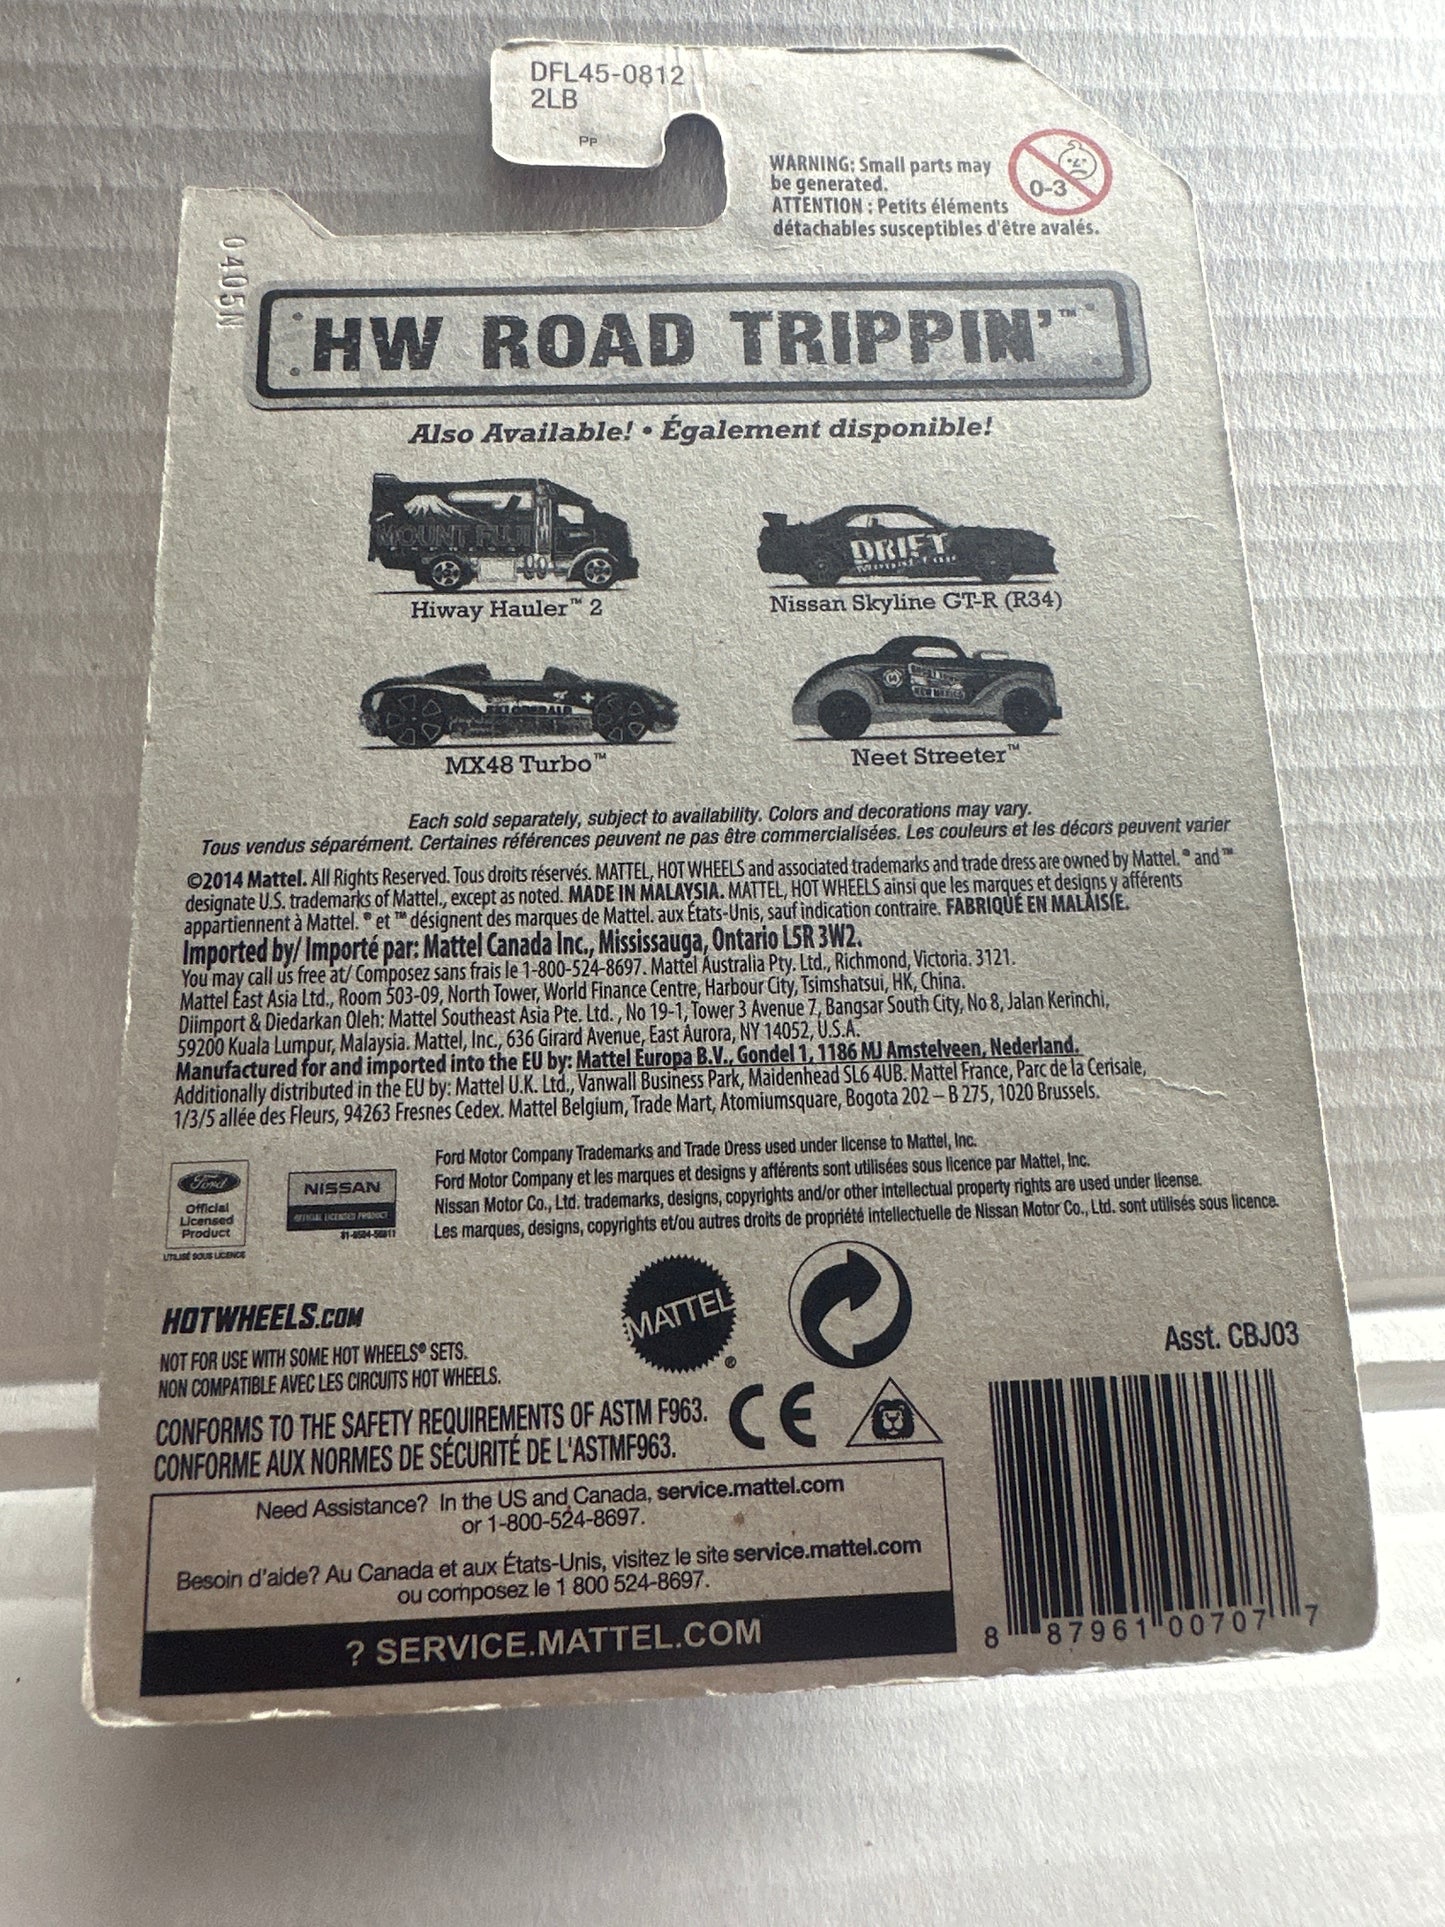 DFL45-0812
2LB
PP
WARNING: Small parts may
be generated.
ATTENTION : Petits éléments
détachables susceptibles d'être avalés.
0-3
0405N
HW ROAD TRIPPIN'™
Also Available! • Également disponible!
MOUNT FUJI
EXPRESS
Hiway Hauler™ 2
DRIFT
Nissan Skyline GT-R (R34)
MX48 Turbo™
NEW MEXICO
Neet Streeter™
Each sold separately, subject to availability. Colors and decorations may vary.
Tous vendus séparément. Certaines références peuvent ne pas être commercialisées. Les couleurs et les décors peuvent varier
©2014 Mattel. All Rights Reserved. Tous droits réservés. MATTEL, HOT WHEELS and associated trademarks and trade dress are owned by Mattel. ® and ™
designate U.S. trademarks of Mattel., except as noted. MADE IN MALAYSIA. MATTEL, HOT WHEELS ainsi que les marques et designs y afférents
appartiennent à Mattel. ® et ™ désignent des marques de Mattel. aux États-Unis, sauf indication contraire. FABRIQUÉ EN MALAISIE.
Imported by/ Importé par: Mattel Canada Inc., Mississauga, Ontario L5R 3W2.
You may call us free at/ Composez sans frais le 1-800-524-8697. Mattel Australia Pty. Ltd., Richmond, Victoria. 3121.
Mattel East Asia Ltd., Room 503-09, North Tower, World Finance Centre, Harbour City, Tsimshatsui, HK, China.
Diimport & Diedarkan Oleh: Mattel Southeast Asia Pte. Ltd. , No 19-1, Tower 3 Avenue 7, Bangsar South City, No 8, Jalan Kerinchi,
59200 Kuala Lumpur, Malaysia. Mattel, Inc., 636 Girard Avenue, East Aurora, NY 14052, U.S.A.
Manufactured for and imported into the EU by: Mattel Europa B.V., Gondel 1, 1186 MJ Amstelveen, Nederland.
Additionally distributed in the EU by: Mattel U.K. Ltd., Vanwall Business Park, Maidenhead SL6 4UB. Mattel France, Parc de la Cerisaie,
1/3/5 allée des Fleurs, 94263 Fresnes Cedex. Mattel Belgium, Trade Mart, Atomiumsquare, Bogota 202 – B 275, 1020 Brussels.
Ford
Official
Licensed
Product
UTILISÉ SOUS LICENCE
NISSAN
OFFICIAL LICENSED PRODUCT
Ford Motor Company Trademarks and Trade Dress used under license to Mattel, Inc.
Ford Motor Company et les marques et designs y afférents sont utilisées sous licence par Mattel, Inc.
Nissan Motor Co., Ltd. trademarks, designs, copyrights and/or other intellectual property rights are used under license.
Les marques, designs, copyrights et/ou autres droits de propriété intellectuelle de Nissan Motor Co., Ltd. sont utilisés sous licence.
HOTWHEELS.COM
NOT FOR USE WITH SOME HOT WHEELS® SETS.
NON COMPATIBLE AVEC LES CIRCUITS HOT WHEELS.
MATTEL ®
Asst. CBJ03
CONFORMS TO THE SAFETY REQUIREMENTS OF ASTM F963.
CONFORME AUX NORMES DE SÉCURITÉ DE L'ASTMF963.
CE
Need Assistance? In the US and Canada, service.mattel.com
or 1-800-524-8697.
Besoin d'aide? Au Canada et aux États-Unis, visitez le site service.mattel.com
ou composez le 1 800 524-8697.
? SERVICE.MATTEL.COM
8 87961 00707 7